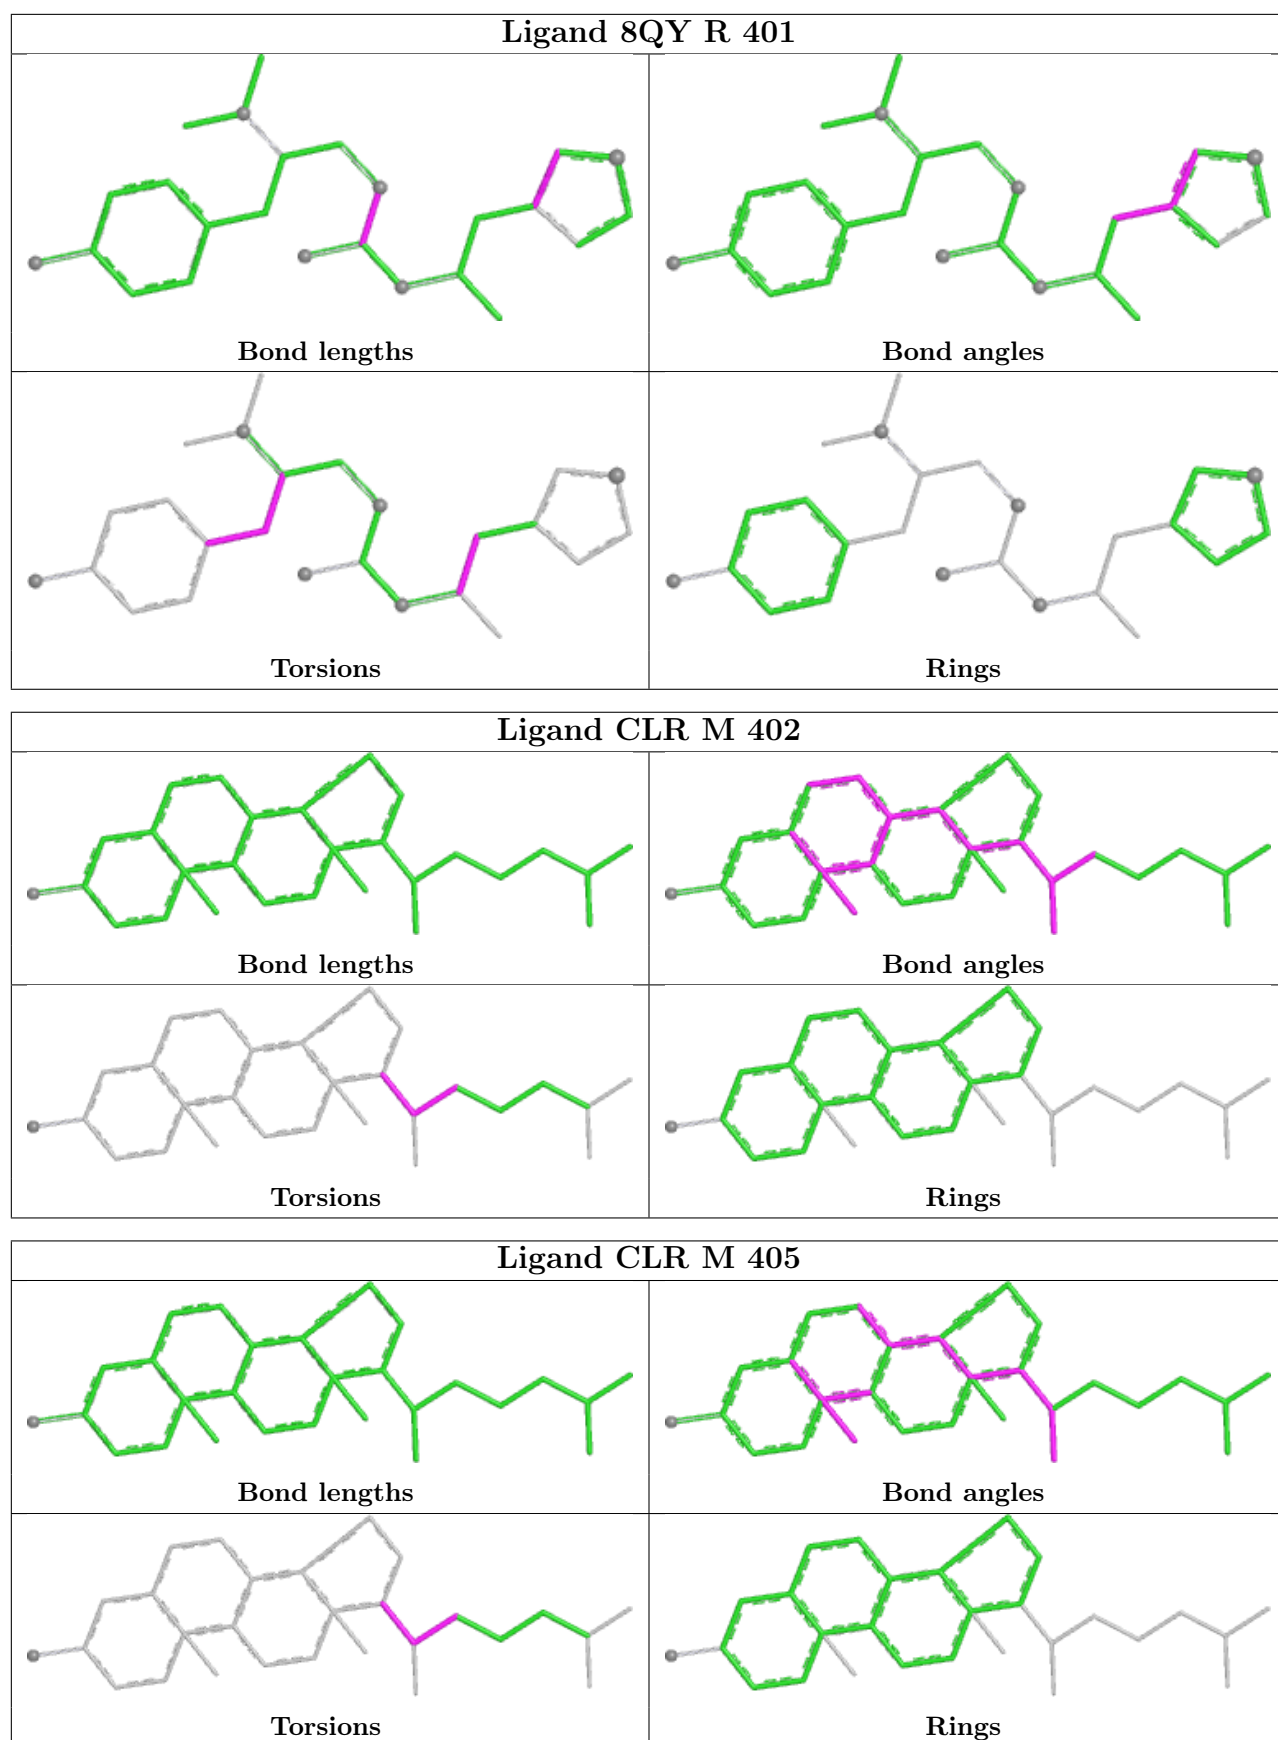 Ligand 8QY R 401
Bond lengths
Bond angles
Torsions
Rings
Ligand CLR M 402
Bond lengths
Bond angles
Torsions
Rings
Ligand CLR M 405
Bond lengths
Bond angles
Torsions
Rings